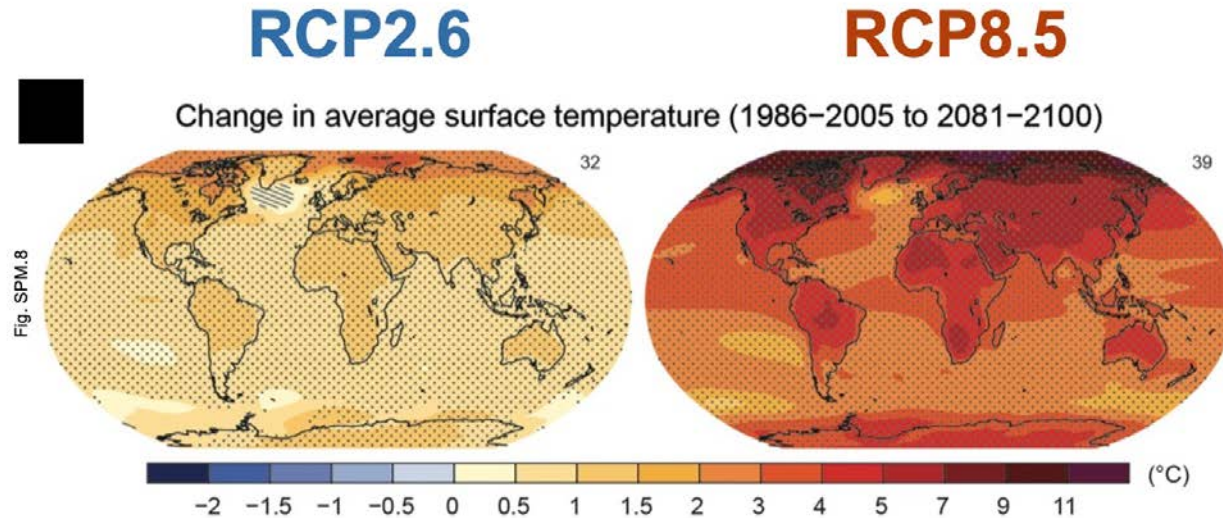 RCP2.6
RCP8.5
Change in average surface temperature (1986−2005 to 2081−2100)
32
39
Fig. SPM.8
(°C)
−2 −1.5 −1 −0.5 0 0.5 1 1.5 2 3 4 5 7 9 11